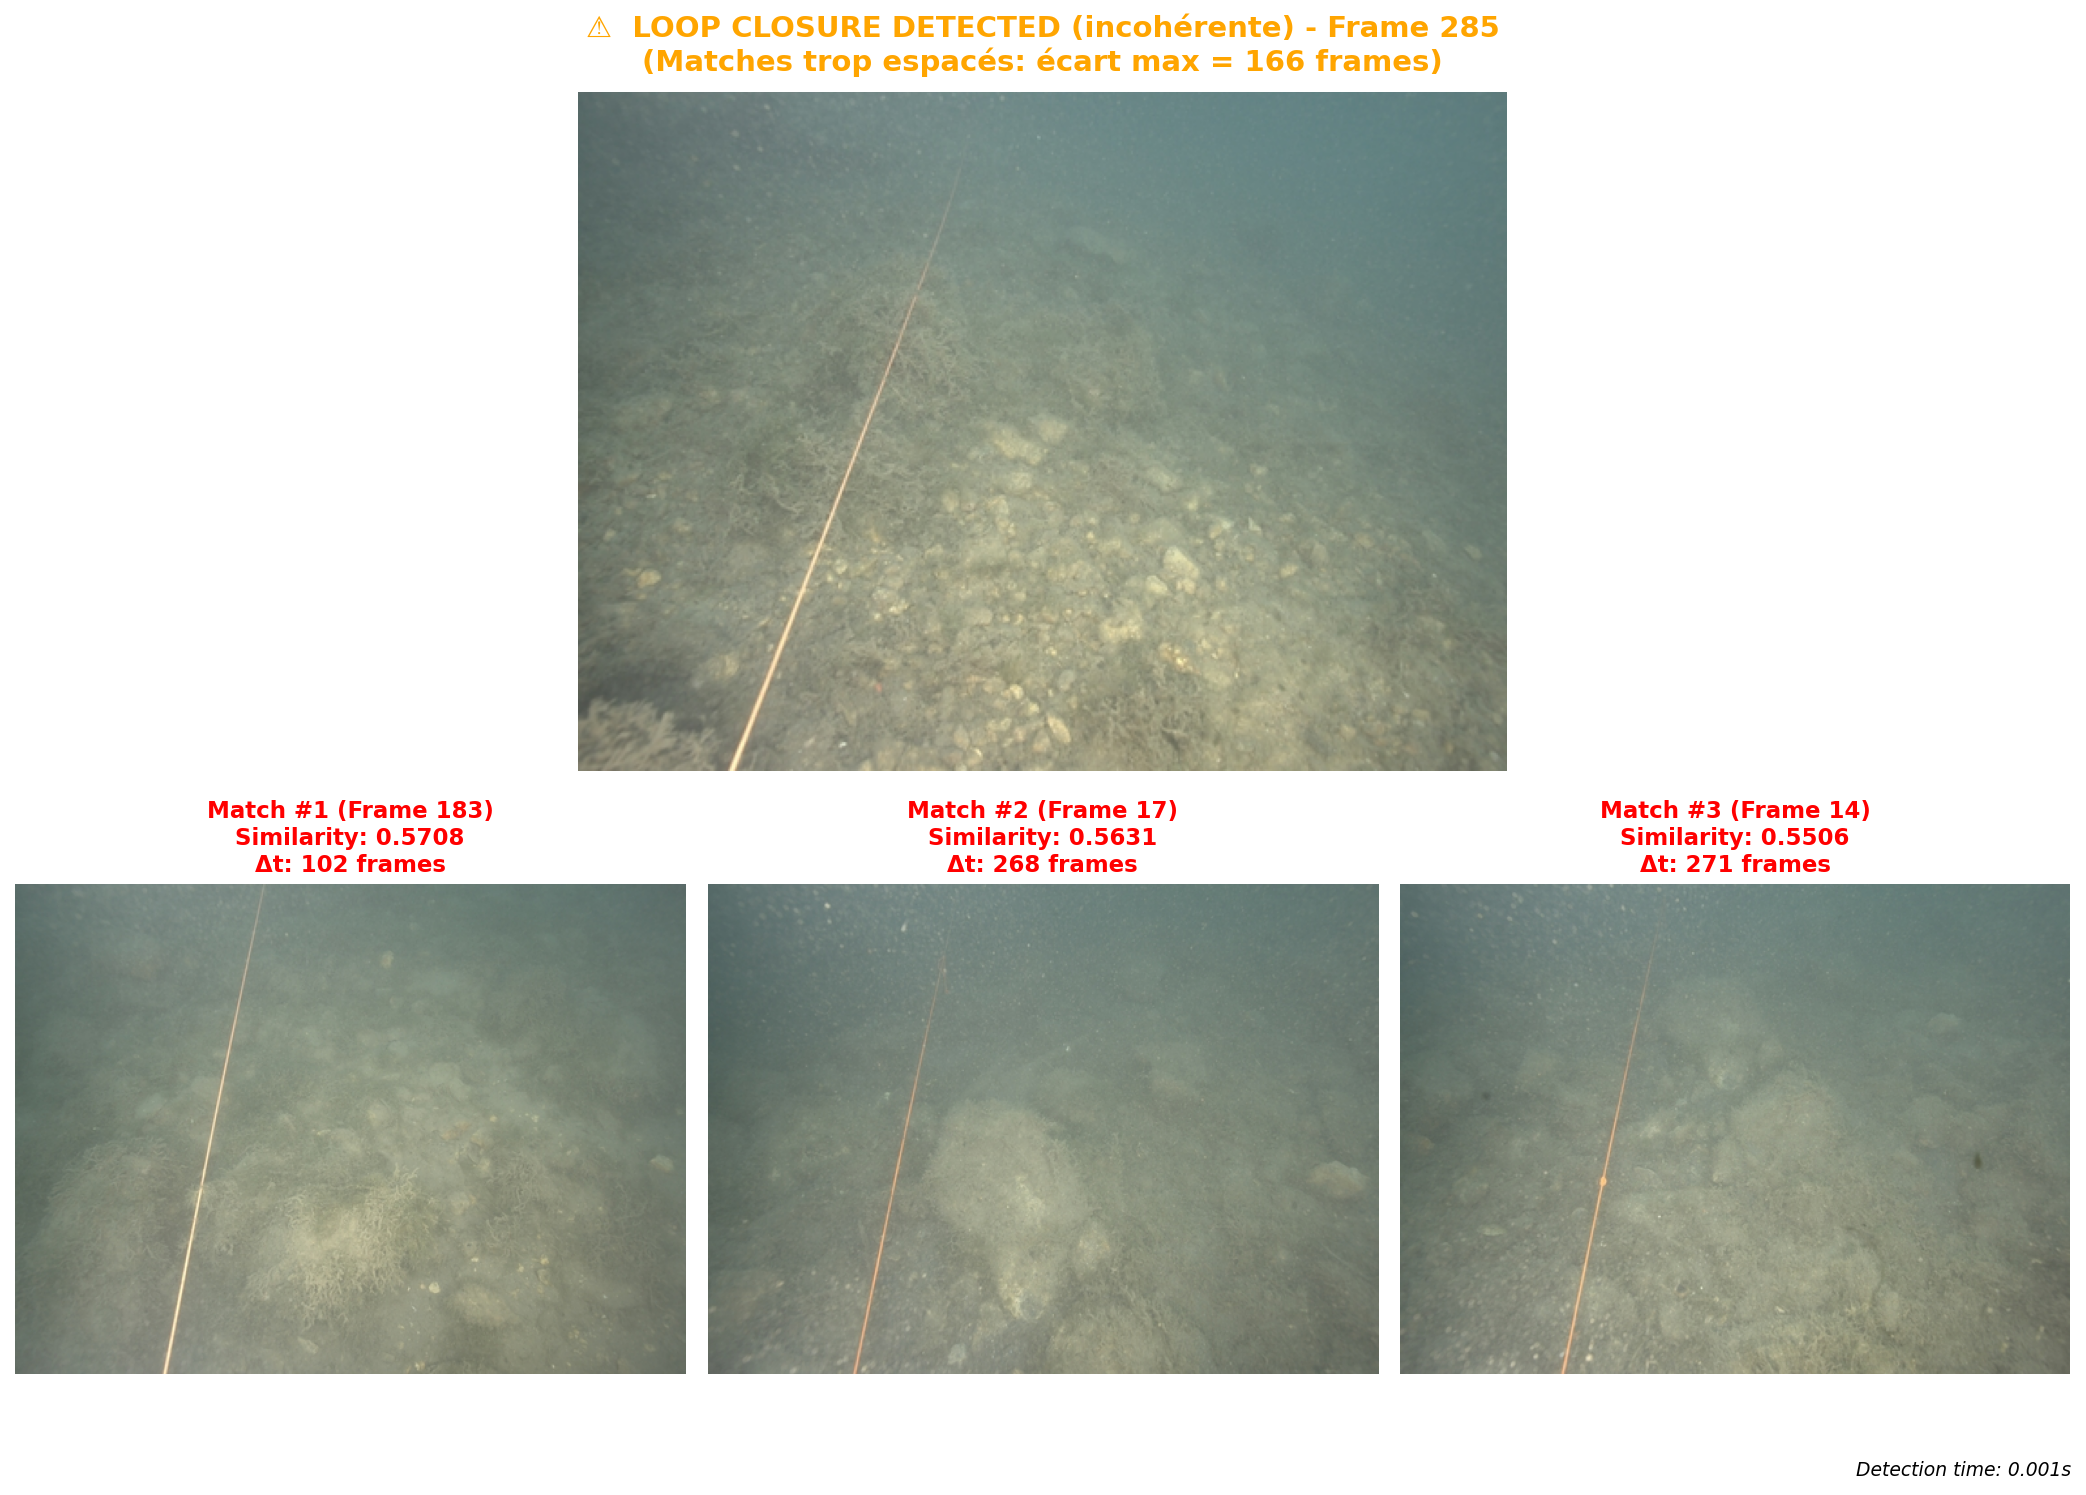 ⚠ LOOP CLOSURE DETECTED (incohérente) - Frame 285
(Matches trop espacés: écart max = 166 frames)
Match #1 (Frame 183)
Similarity: 0.5708
Δt: 102 frames
Match #2 (Frame 17)
Similarity: 0.5631
Δt: 268 frames
Match #3 (Frame 14)
Similarity: 0.5506
Δt: 271 frames
Detection time: 0.001s